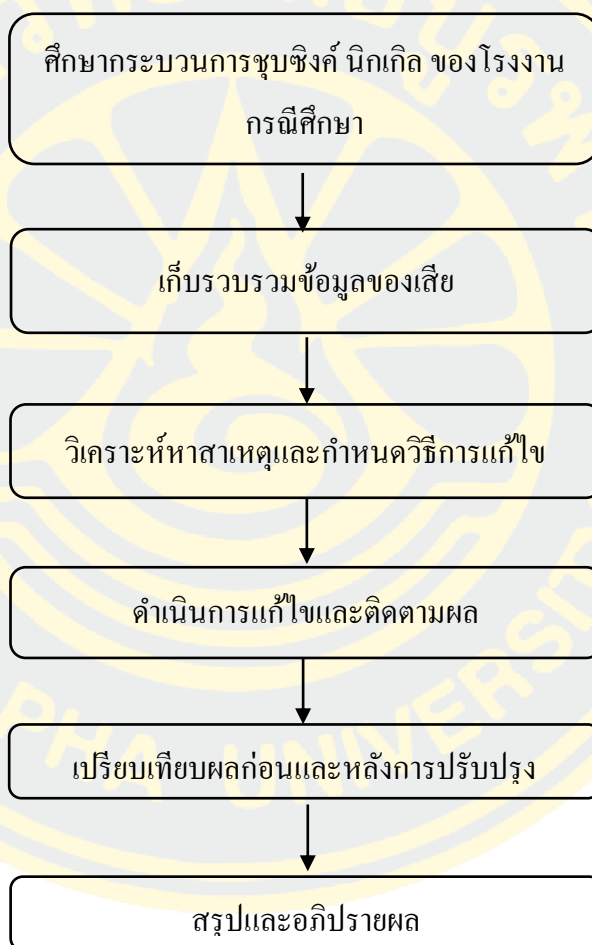 ศึกษากระบวนการชุบซิงค์ นิกเกิล ของโรงงาน
กรณีศึกษา
เก็บรวบรวมข้อมูลของเสีย
วิเคราะห์หาสาเหตุและกำหนดวิธีการแก้ไข
ดำเนินการแก้ไขและติดตามผล
PHA UNIVERSIT
เปรียบเทียบผลก่อนและหลังการปรับปรุง
สรุปและอภิปรายผล